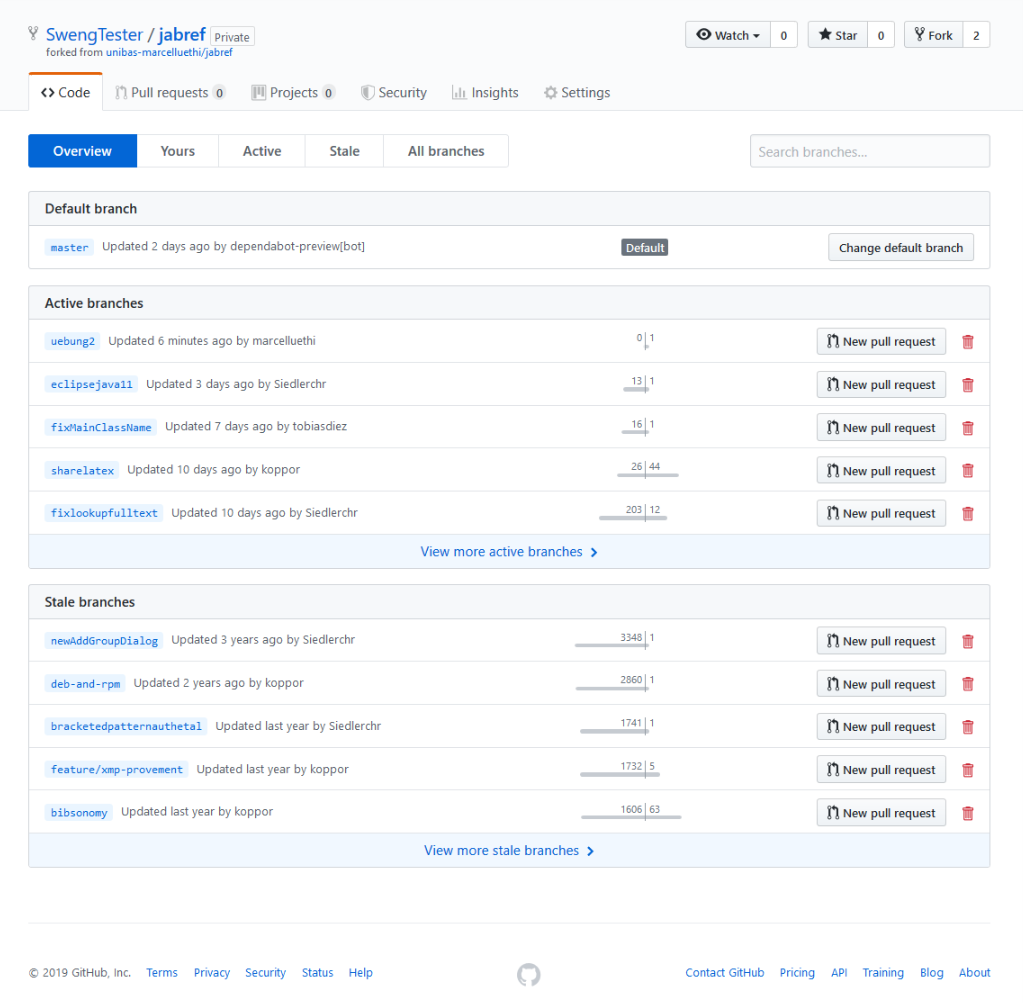 SwengTester / jabref Private
forked from unibas-marcelluethi/jabref
Watch 0 Star 0 Fork 2
Code Pull requests 0 Projects 0 Security Insights Settings
Overview Yours Active Stale All branches Search branches...
Default branch
master Updated 2 days ago by dependabot-preview[bot] Default Change default branch
Active branches
uebung2 Updated 6 minutes ago by marcelluethi 0 1 New pull request
eclipsejava11 Updated 3 days ago by Siedlerchr 13 1 New pull request
fixMainClassName Updated 7 days ago by tobiasdiez 16 1 New pull request
sharelatex Updated 10 days ago by koppor 26 44 New pull request
fixlookupfulltext Updated 10 days ago by Siedlerchr 203 12 New pull request
View more active branches
Stale branches
newAddGroupDialog Updated 3 years ago by Siedlerchr 3348 1 New pull request
deb-and-rpm Updated 2 years ago by koppor 2860 1 New pull request
bracketedpatternauthetal Updated last year by Siedlerchr 1741 1 New pull request
feature/xmp-provement Updated last year by koppor 1732 5 New pull request
bibsonomy Updated last year by koppor 1606 63 New pull request
View more stale branches
© 2019 GitHub, Inc. Terms Privacy Security Status Help Contact GitHub Pricing API Training Blog About